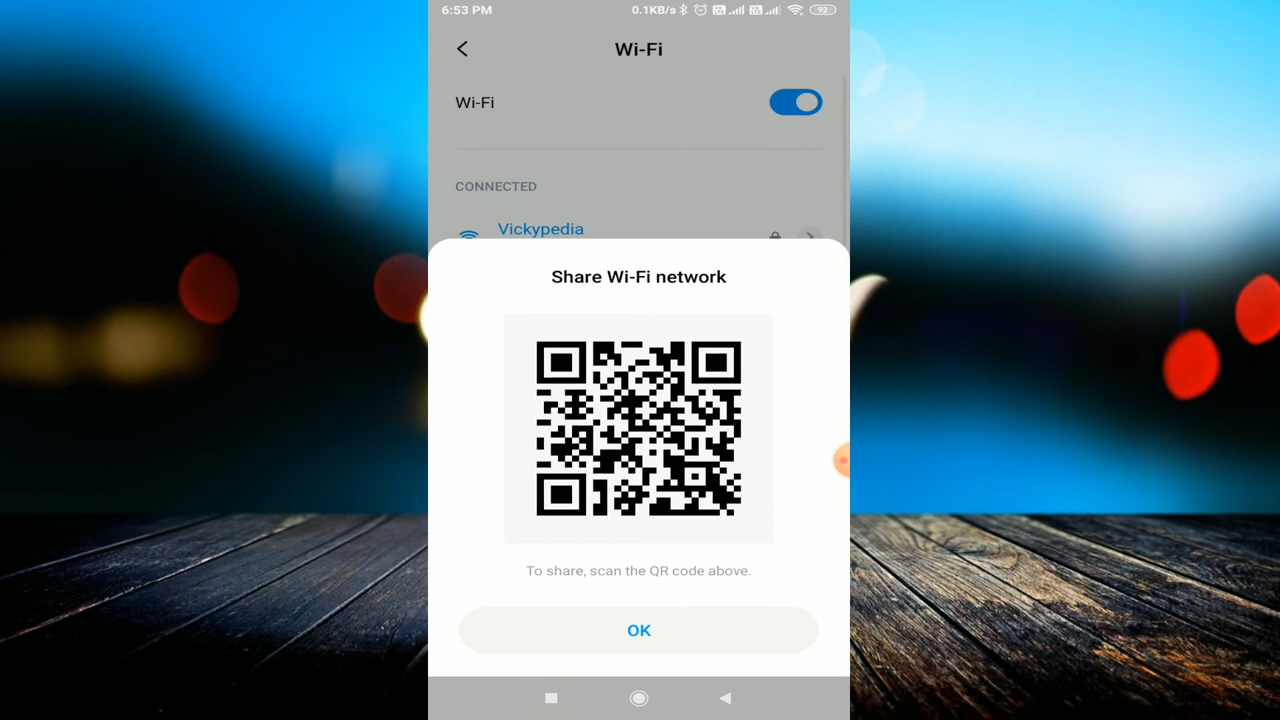 6:53 PM
0.1KB/s
92
Wi-Fi
Wi-Fi
CONNECTED
Vickypedia
Share Wi-Fi network
To share, scan the QR code above.
OK